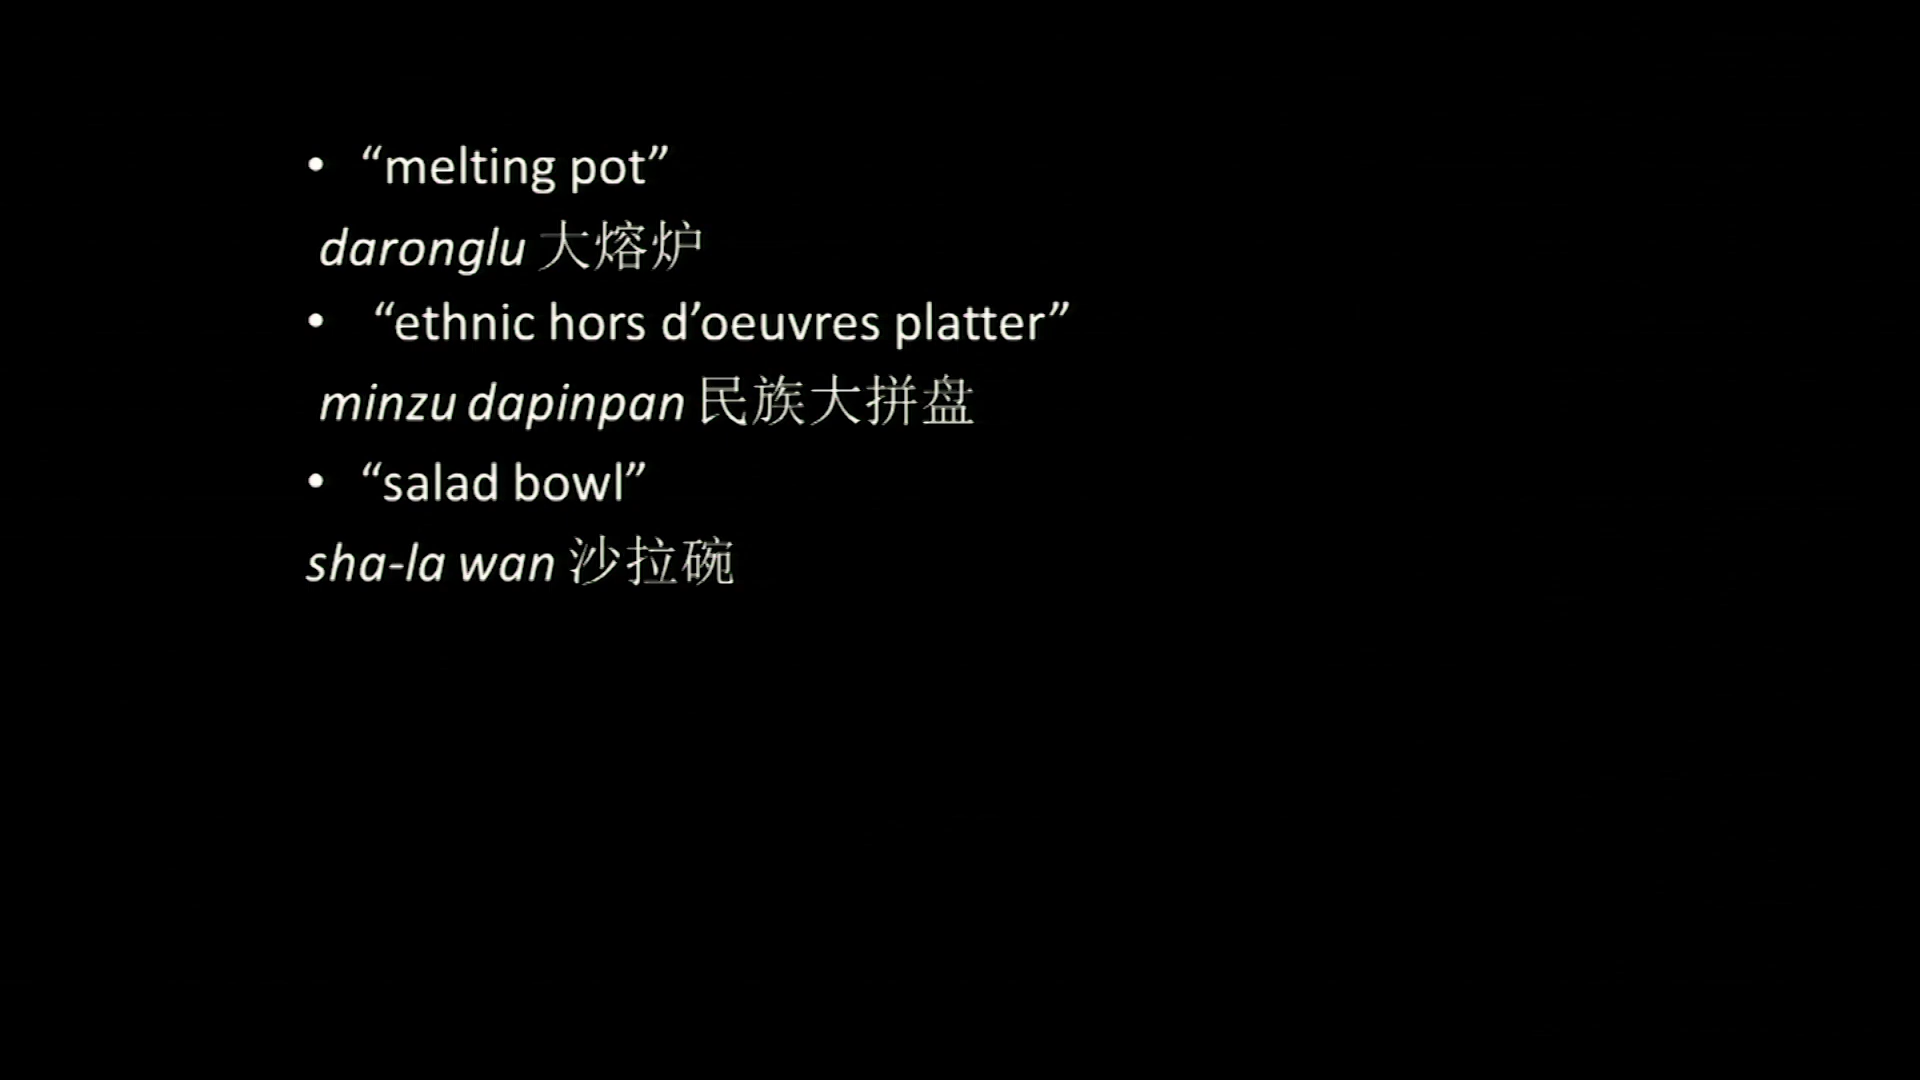 • “melting pot”
daronglu 大熔炉
• “ethnic hors d’oeuvres platter”
minzu dapinpan 民族大拼盘
• “salad bowl”
sha-la wan 沙拉碗